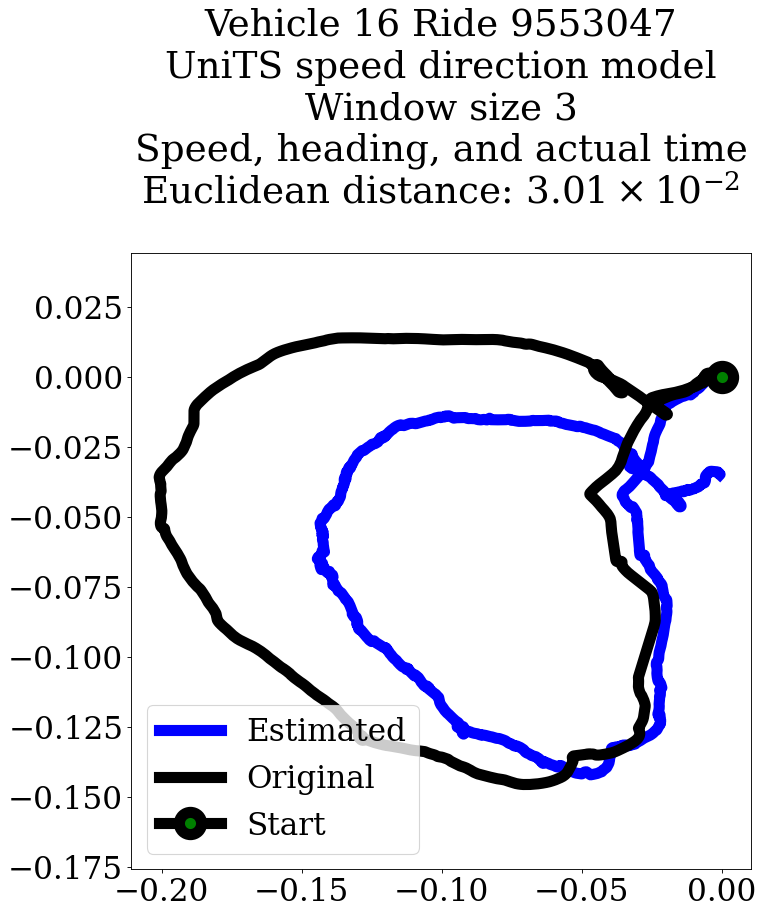 Vehicle 16 Ride 9553047
UniTS speed direction model
Window size 3
Speed, heading, and actual time
Euclidean distance: 3.01 × 10⁻²
0.025
0.000
−0.025
−0.050
−0.075
−0.100
−0.125
−0.150
−0.175
Estimated
Original
Start
−0.20 −0.15 −0.10 −0.05 0.00